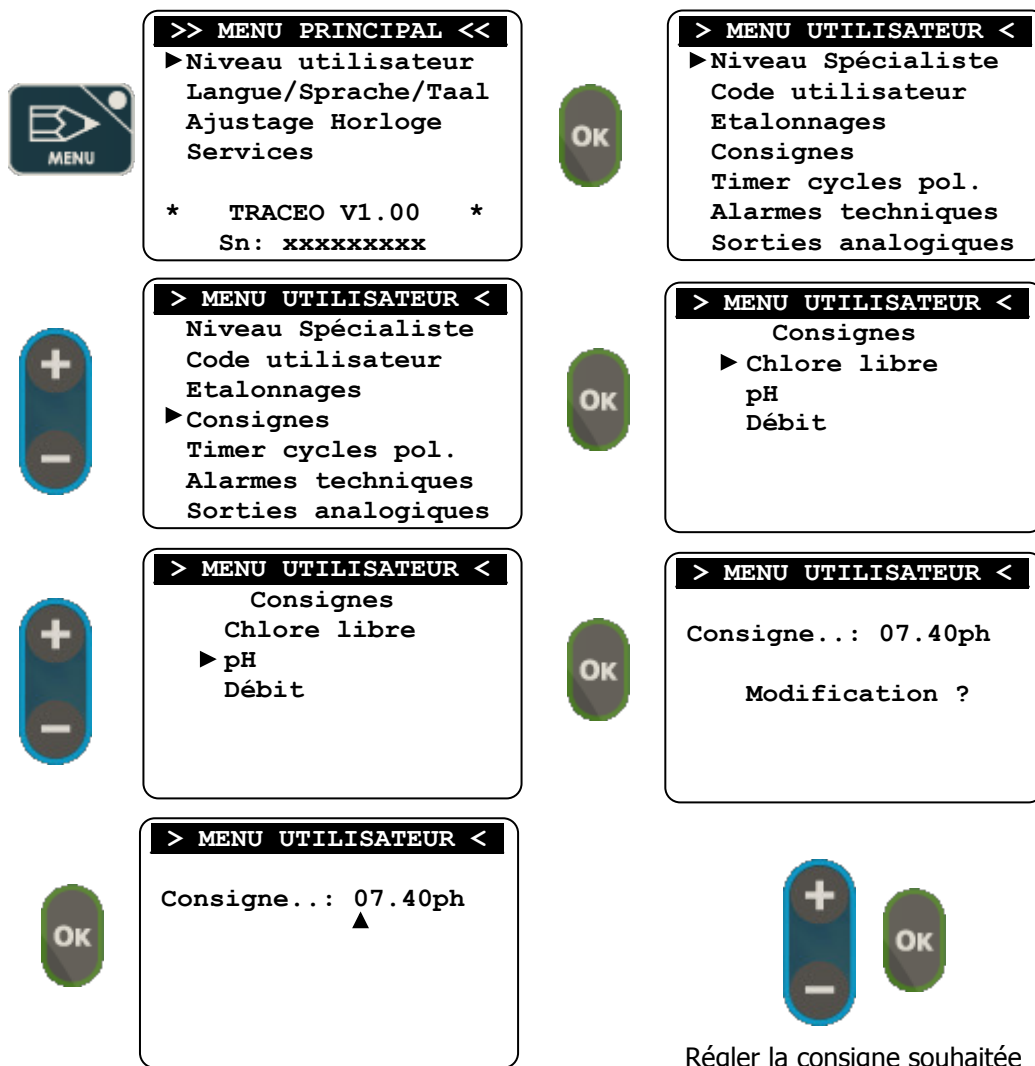 MENU
>> MENU PRINCIPAL <<
►Niveau utilisateur
Langue/Sprache/Taal
Ajustage Horloge
Services
* TRACEO V1.00 *
Sn: xxxxxxxxx
OK
> MENU UTILISATEUR <
►Niveau Spécialiste
Code utilisateur
Etalonnages
Consignes
Timer cycles pol.
Alarmes techniques
Sorties analogiques
+
−
> MENU UTILISATEUR <
Niveau Spécialiste
Code utilisateur
Etalonnages
►Consignes
Timer cycles pol.
Alarmes techniques
Sorties analogiques
OK
> MENU UTILISATEUR <
Consignes
►Chlore libre
pH
Débit
+
−
> MENU UTILISATEUR <
Consignes
Chlore libre
►pH
Débit
OK
> MENU UTILISATEUR <
Consigne..: 07.40ph
Modification ?
OK
> MENU UTILISATEUR <
Consigne..: 07.40ph
▲
+
−
OK
Régler la consigne souhaitée